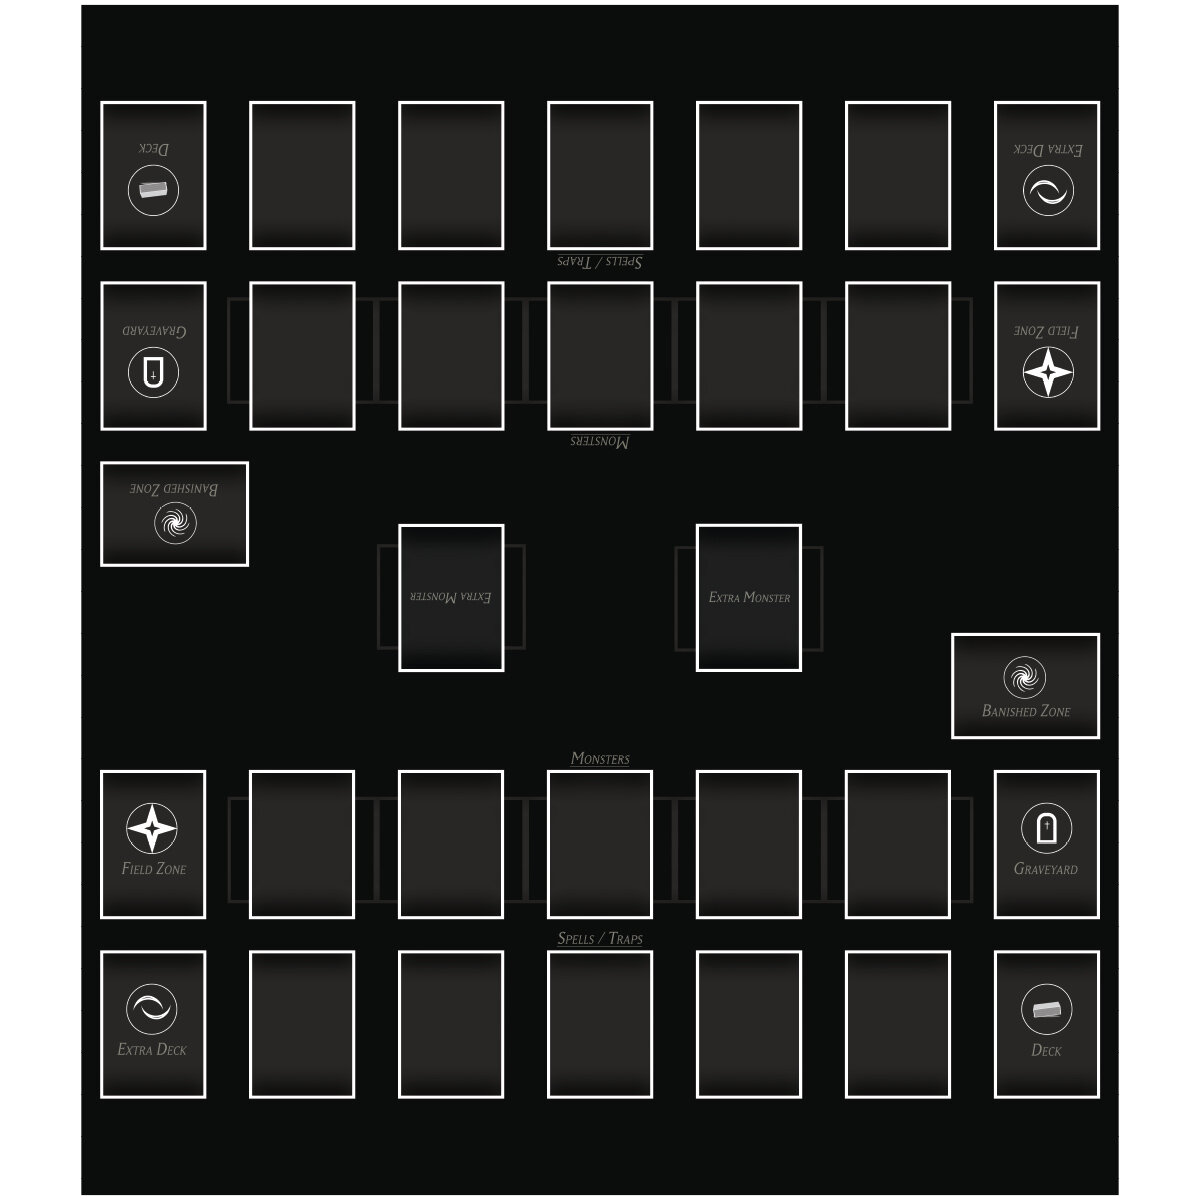 Deck
Extra Deck
Spells / Traps
Graveyard
Field Zone
Monsters
Banished Zone
Extra Monster
Extra Monster
Banished Zone
Monsters
Field Zone
Graveyard
Spells / Traps
Extra Deck
Deck